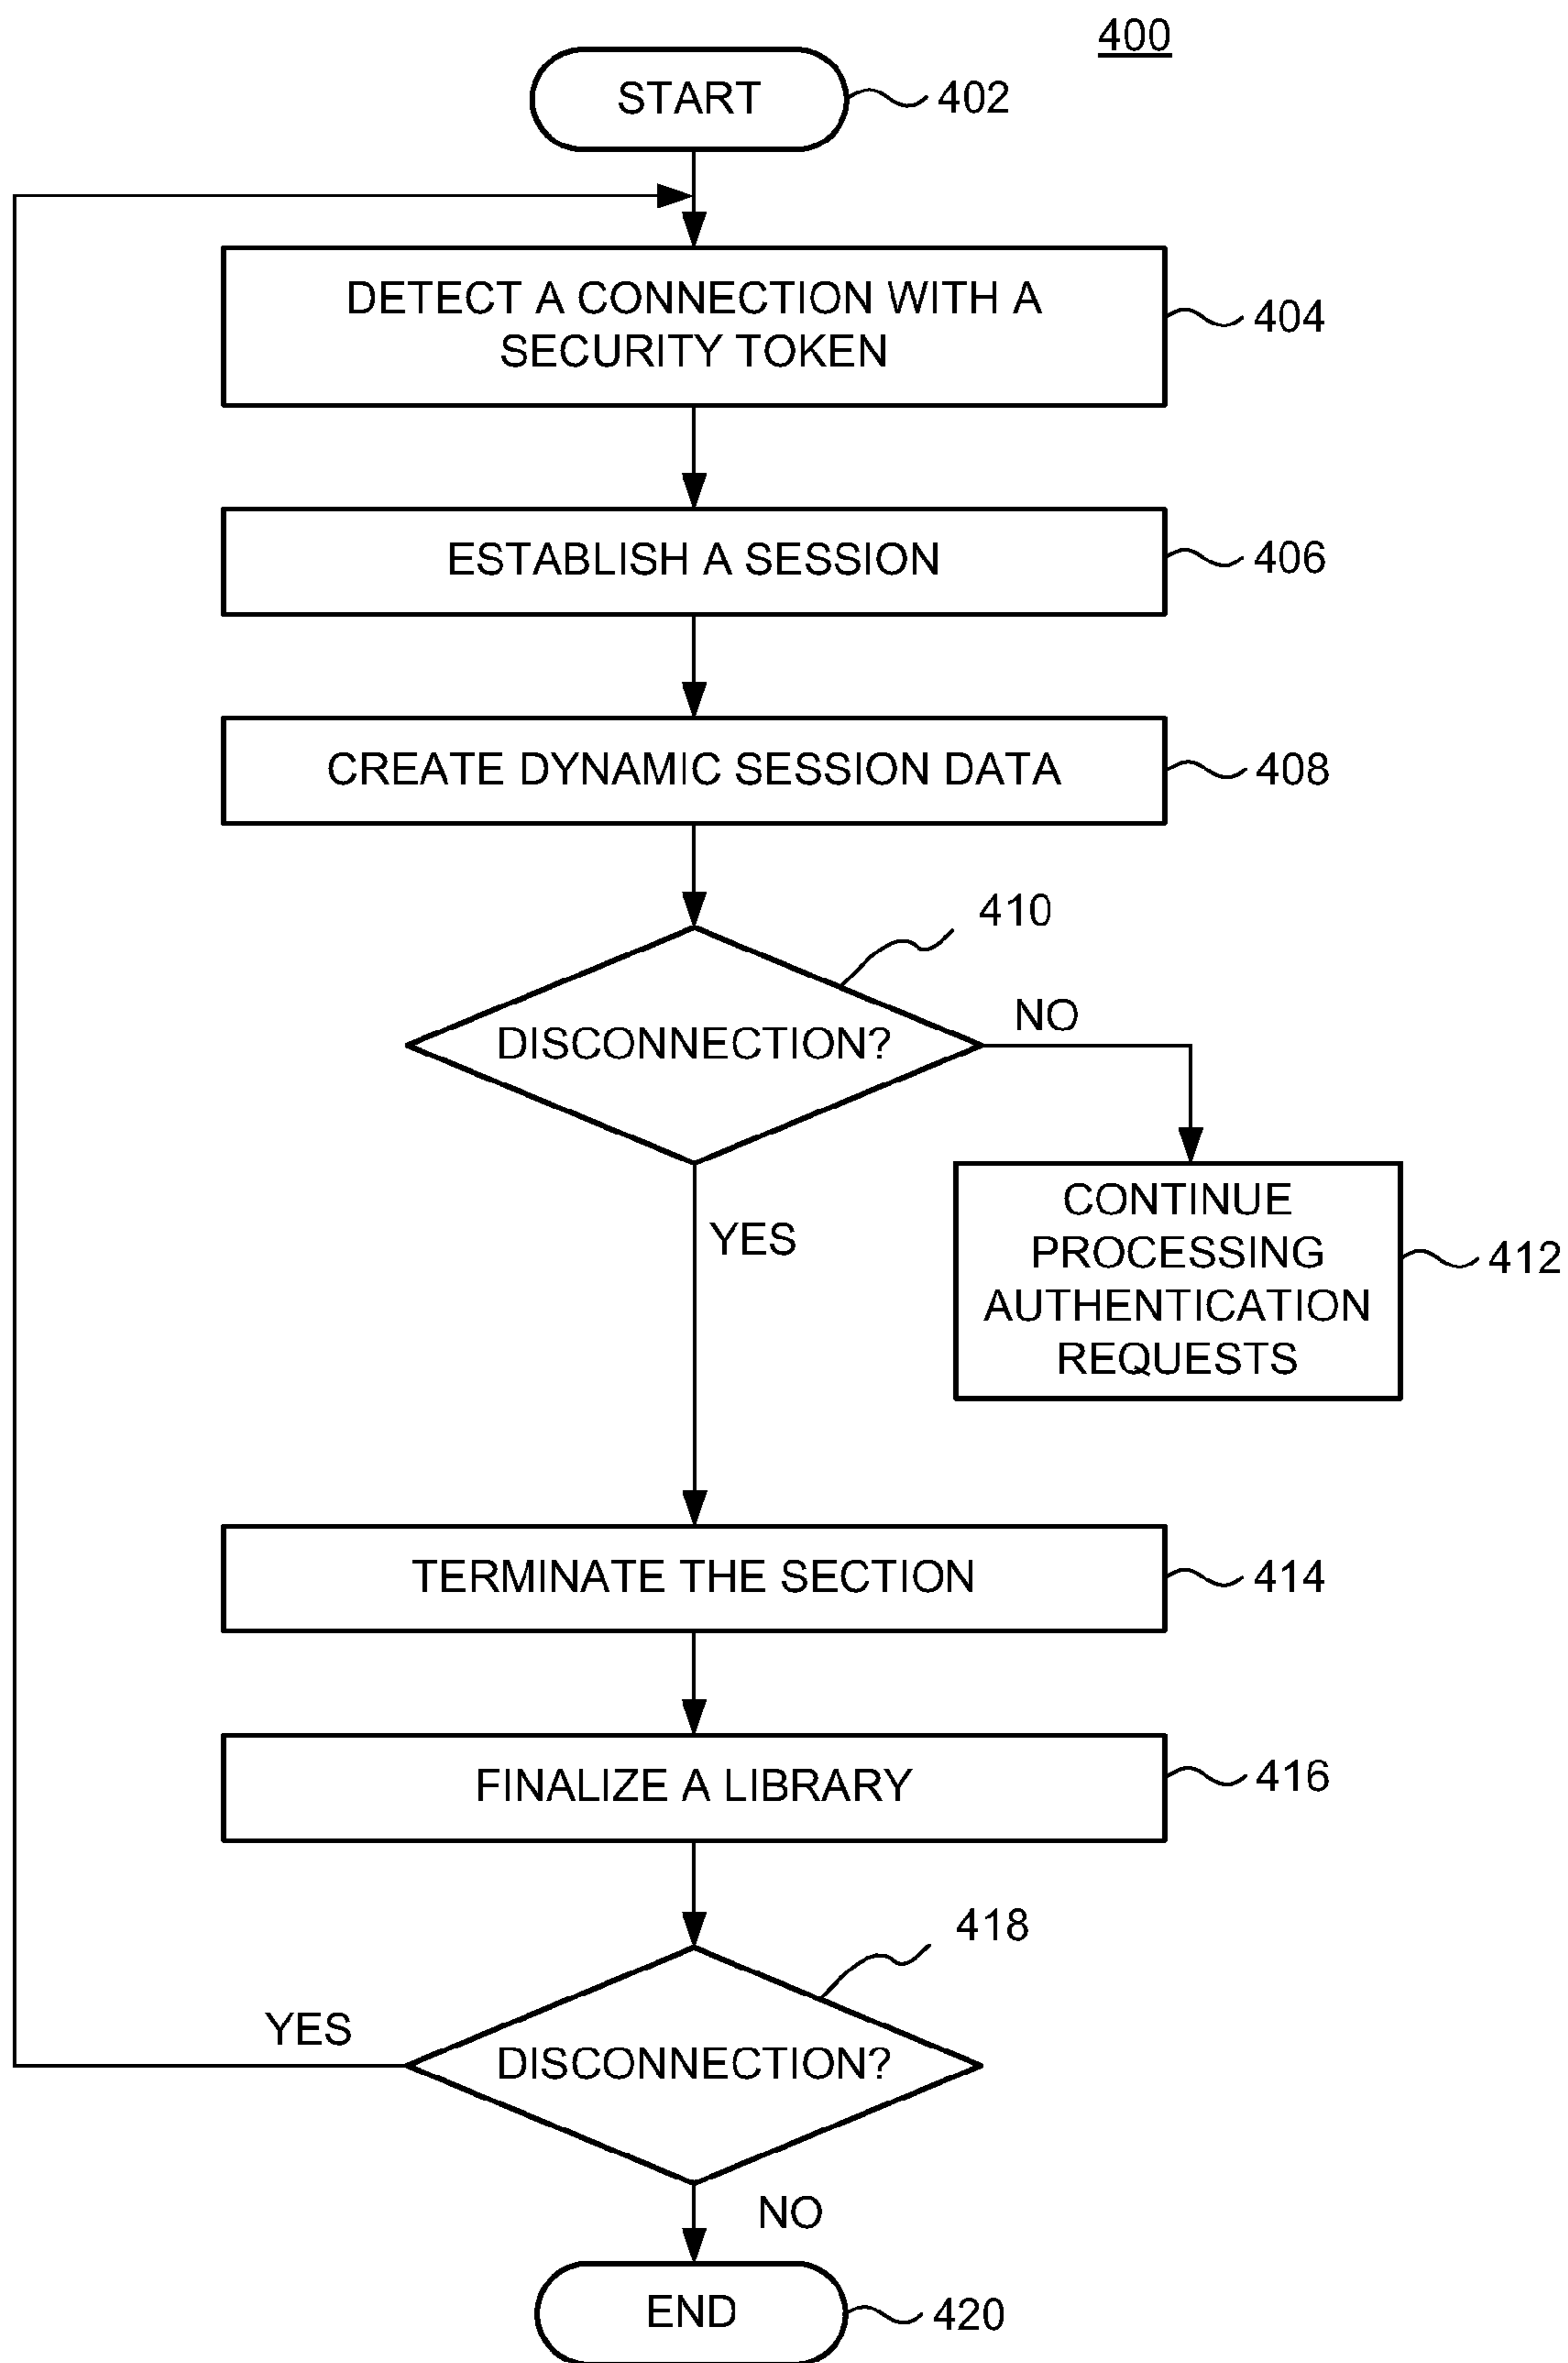 400
START
402
DETECT A CONNECTION WITH A
SECURITY TOKEN
404
ESTABLISH A SESSION
406
CREATE DYNAMIC SESSION DATA
408
410
DISCONNECTION?
NO
YES
CONTINUE
PROCESSING
AUTHENTICATION
REQUESTS
412
TERMINATE THE SECTION
414
FINALIZE A LIBRARY
416
418
YES
DISCONNECTION?
NO
END
420